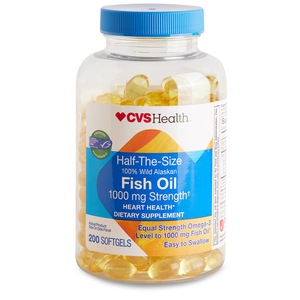 CVSHealth
Half-The-Size
100% Wild Alaskan
Fish Oil
1000 mg Strength†
HEART HEALTH*
DIETARY SUPPLEMENT
200 SOFTGELS
Equal Strength Omega-3
Level to 1000 mg Fish Oil
Easy to Swallow